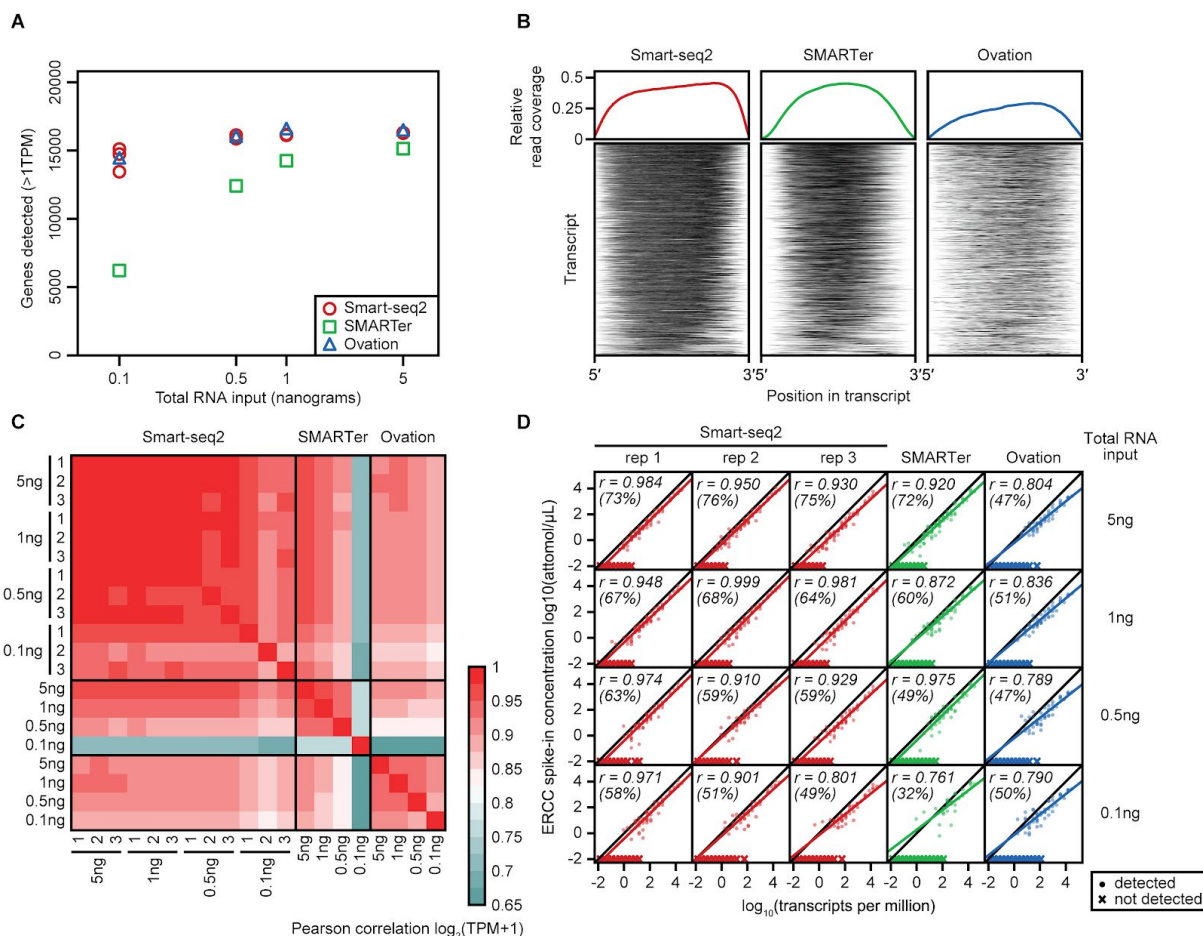 A
Genes detected (>1TPM)
20000
15000
10000
5000
0
0.1 0.5 1 5
Total RNA input (nanograms)
Smart-seq2
SMARTer
Ovation
B
Smart-seq2 SMARTer Ovation
Relative
read coverage
0.5
0.25
0
Transcript
5' 3'5' 3'5' 3'
Position in transcript
C
Smart-seq2 SMARTer Ovation
5ng
1
2
3
1ng
1
2
3
0.5ng
1
2
3
0.1ng
1
2
3
5ng
1ng
0.5ng
0.1ng
5ng
1ng
0.5ng
0.1ng
1 2 3 1 2 3 1 2 3 1 2 3 5ng 1ng 0.5ng 0.1ng 5ng 1ng 0.5ng 0.1ng
5ng 1ng 0.5ng 0.1ng
1
0.95
0.9
0.85
0.8
0.75
0.7
0.65
Pearson correlation log2(TPM+1)
D
Smart-seq2
rep 1 rep 2 rep 3 SMARTer Ovation
Total RNA
input
ERCC spike-in concentration log10(attomol/µL)
4
2
0
-2
r = 0.984 r = 0.950 r = 0.930 r = 0.920 r = 0.804
(73%) (76%) (75%) (72%) (47%)
5ng
4
2
0
-2
r = 0.948 r = 0.999 r = 0.981 r = 0.872 r = 0.836
(67%) (68%) (64%) (60%) (51%)
1ng
4
2
0
-2
r = 0.974 r = 0.910 r = 0.929 r = 0.975 r = 0.789
(63%) (59%) (59%) (49%) (47%)
0.5ng
4
2
0
-2
r = 0.971 r = 0.901 r = 0.801 r = 0.761 r = 0.790
(58%) (51%) (49%) (32%) (50%)
0.1ng
-2 0 2 4 -2 0 2 4 -2 0 2 4 -2 0 2 4 -2 0 2 4
log10(transcripts per million)
detected
not detected